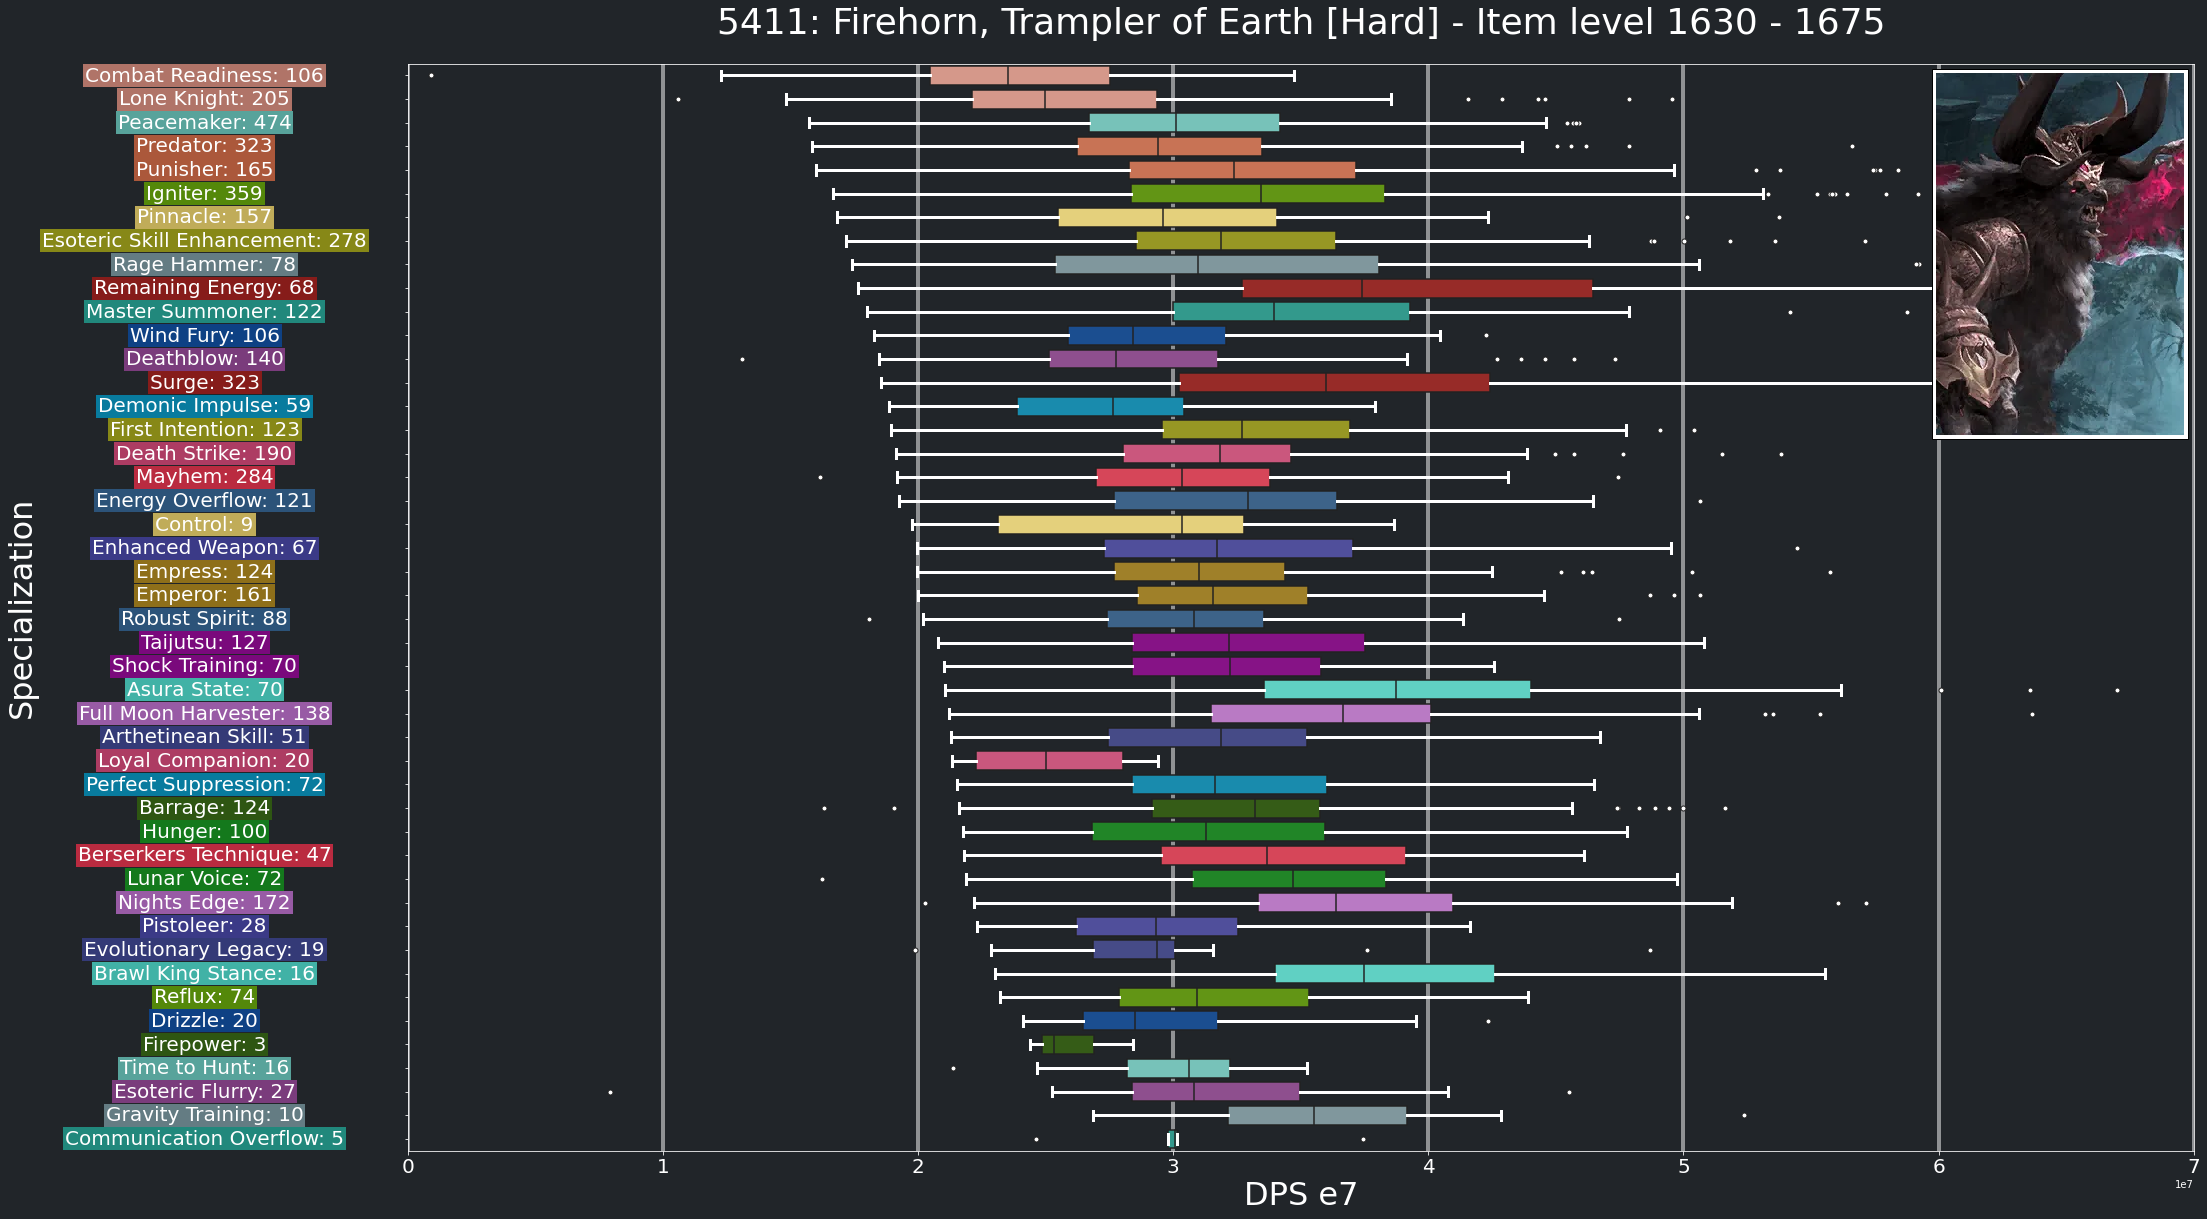 5411: Firehorn, Trampler of Earth [Hard] - Item level 1630 - 1675
Combat Readiness: 106
Lone Knight: 205
Peacemaker: 474
Predator: 323
Punisher: 165
Igniter: 359
Pinnacle: 157
Esoteric Skill Enhancement: 278
Rage Hammer: 78
Remaining Energy: 68
Master Summoner: 122
Wind Fury: 106
Deathblow: 140
Surge: 323
Demonic Impulse: 59
First Intention: 123
Death Strike: 190
Mayhem: 284
Energy Overflow: 121
Control: 9
Enhanced Weapon: 67
Empress: 124
Emperor: 161
Robust Spirit: 88
Taijutsu: 127
Shock Training: 70
Asura State: 70
Full Moon Harvester: 138
Arthetinean Skill: 51
Loyal Companion: 20
Perfect Suppression: 72
Barrage: 124
Hunger: 100
Berserkers Technique: 47
Lunar Voice: 72
Nights Edge: 172
Pistoleer: 28
Evolutionary Legacy: 19
Brawl King Stance: 16
Reflux: 74
Drizzle: 20
Firepower: 3
Time to Hunt: 16
Esoteric Flurry: 27
Gravity Training: 10
Communication Overflow: 5
Specialization
0 1 2 3 4 5 6 7
1e7
DPS e7